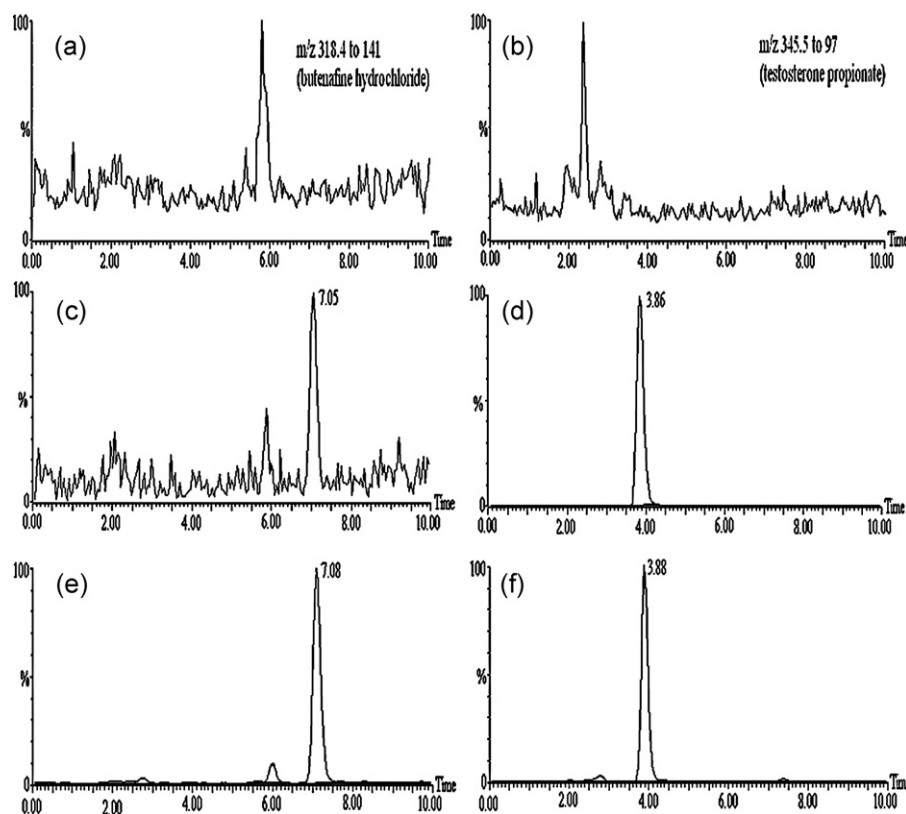 (a)
m/z 318.4 to 141
(butenafine hydrochloride)
100
%
0
Time
0.00 2.00 4.00 6.00 8.00 10.00
(b)
m/z 345.5 to 97
(testosterone propionate)
100
%
0
Time
0.00 2.00 4.00 6.00 8.00 10.00
(c)
7.05
100
%
0
Time
0.00 2.00 4.00 6.00 8.00 10.00
(d)
3.86
100
%
0
Time
0.00 2.00 4.00 6.00 8.00 10.00
(e)
7.08
100
%
0
Time
0.00 2.00 4.00 6.00 8.00 10.00
(f)
3.88
100
%
0
Time
0.00 2.00 4.00 6.00 8.00 10.00